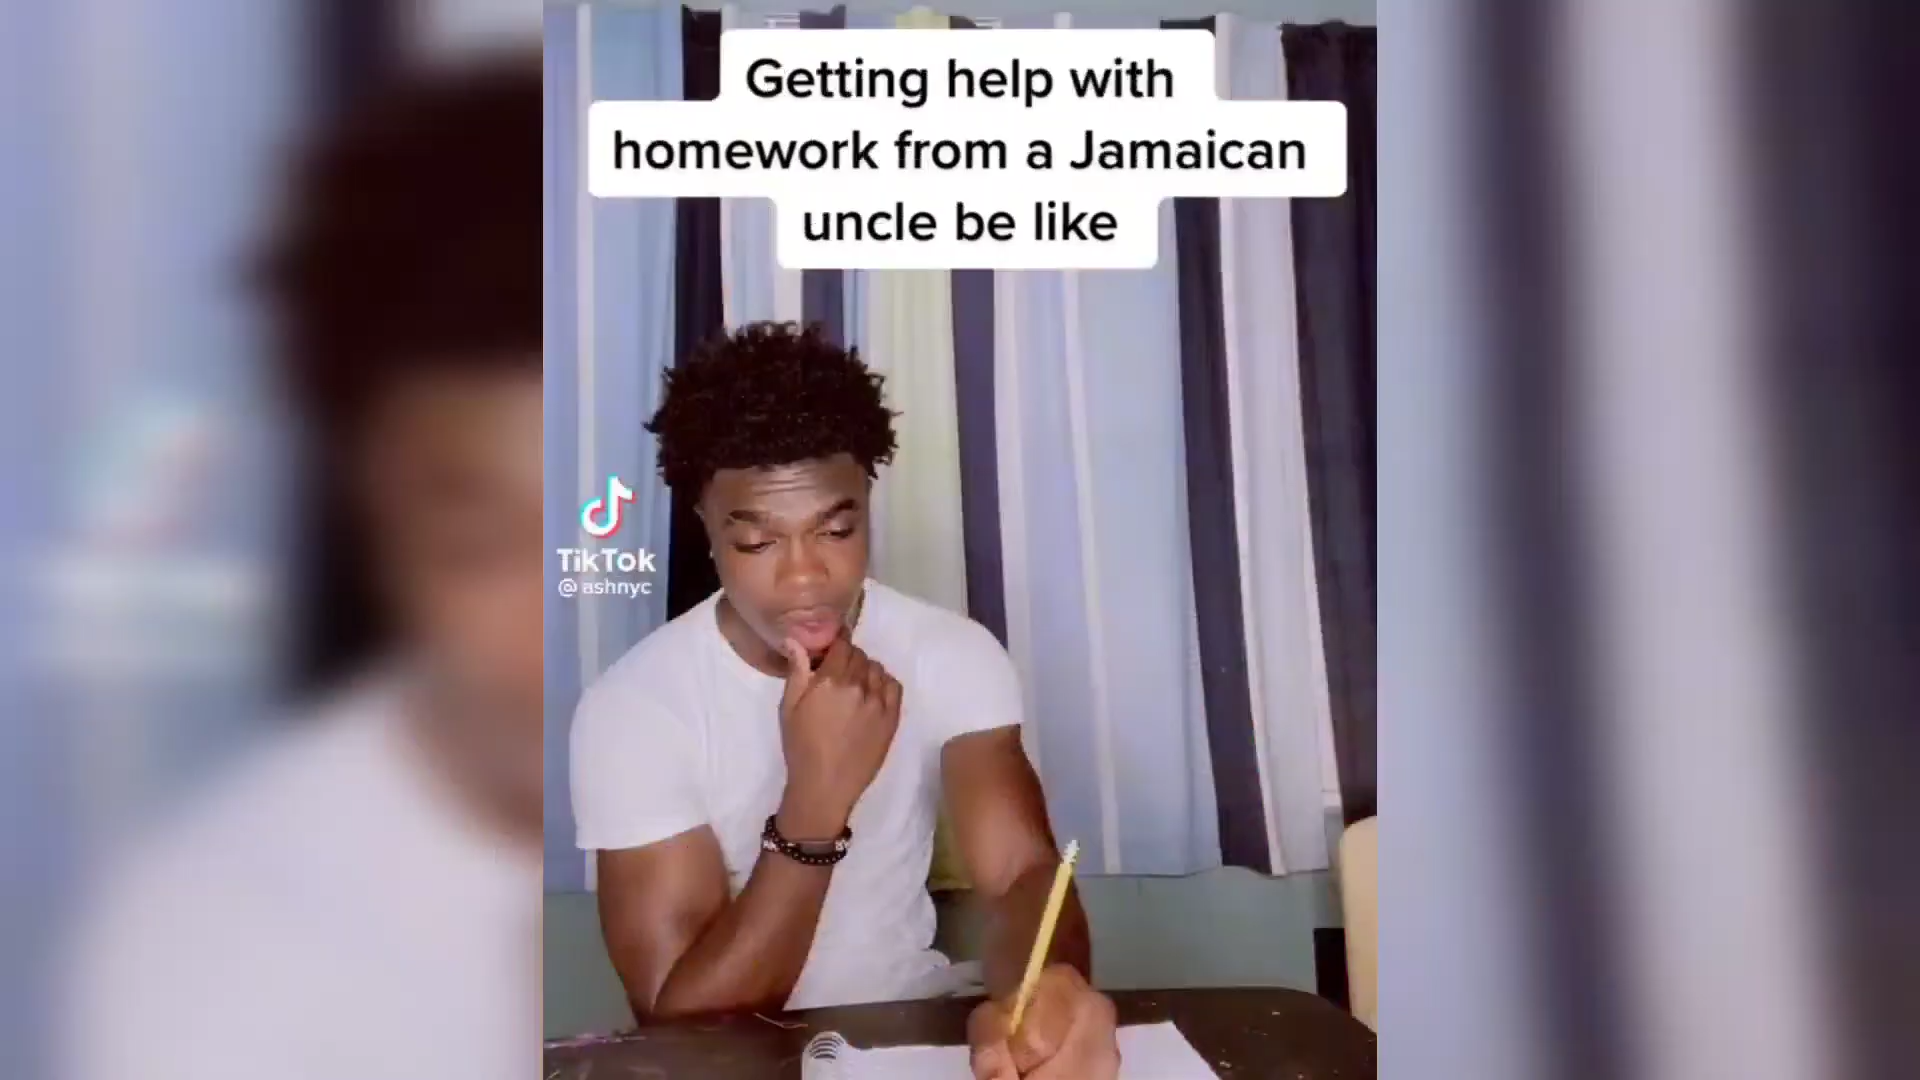 Getting help with
homework from a Jamaican
uncle be like
TikTok
@ashnyc